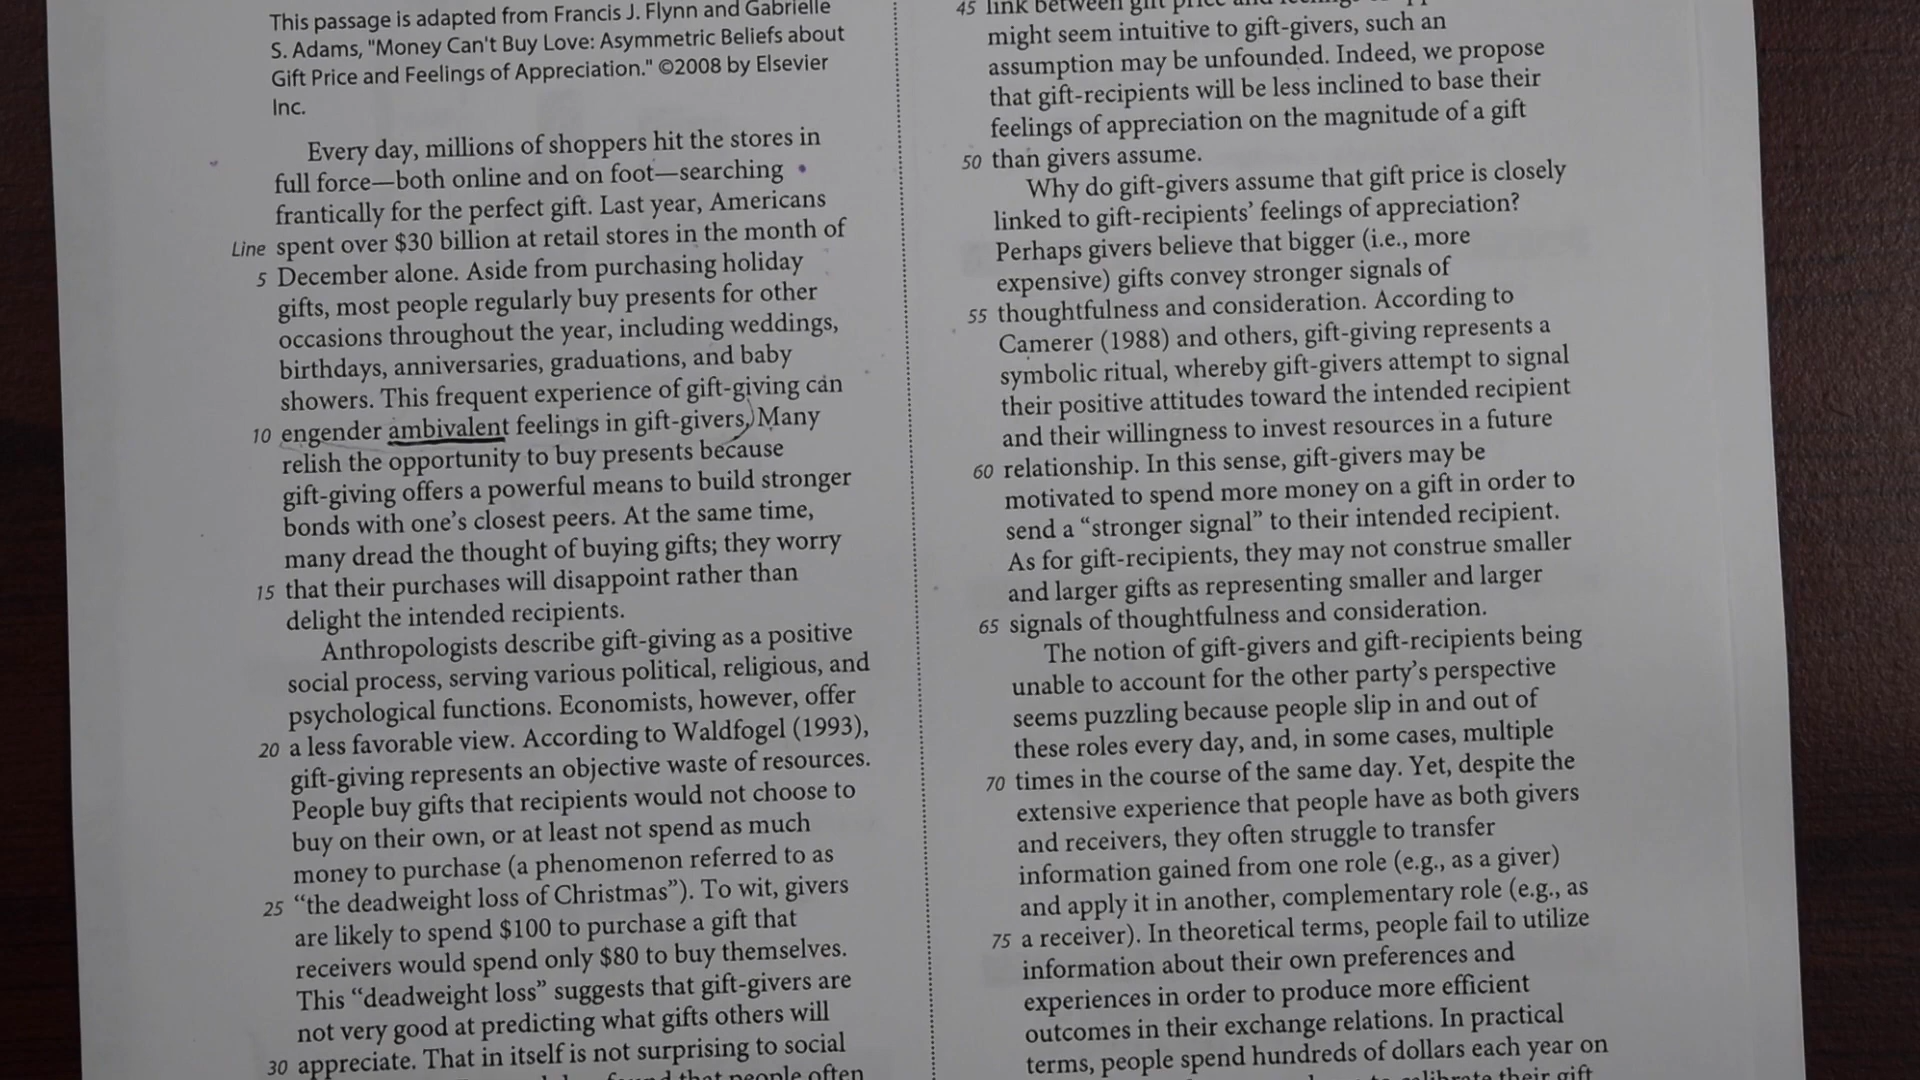 This passage is adapted from Francis J. Flynn and Gabrielle
S. Adams, "Money Can't Buy Love: Asymmetric Beliefs about
Gift Price and Feelings of Appreciation." ©2008 by Elsevier
Inc.
Every day, millions of shoppers hit the stores in
full force—both online and on foot—searching
frantically for the perfect gift. Last year, Americans
Line spent over $30 billion at retail stores in the month of
5 December alone. Aside from purchasing holiday
gifts, most people regularly buy presents for other
occasions throughout the year, including weddings,
birthdays, anniversaries, graduations, and baby
showers. This frequent experience of gift-giving can
10 engender ambivalent feelings in gift-givers. Many
relish the opportunity to buy presents because
gift-giving offers a powerful means to build stronger
bonds with one's closest peers. At the same time,
many dread the thought of buying gifts; they worry
15 that their purchases will disappoint rather than
delight the intended recipients.
Anthropologists describe gift-giving as a positive
social process, serving various political, religious, and
psychological functions. Economists, however, offer
20 a less favorable view. According to Waldfogel (1993),
gift-giving represents an objective waste of resources.
People buy gifts that recipients would not choose to
buy on their own, or at least not spend as much
money to purchase (a phenomenon referred to as
25 “the deadweight loss of Christmas”). To wit, givers
are likely to spend $100 to purchase a gift that
receivers would spend only $80 to buy themselves.
This “deadweight loss” suggests that gift-givers are
not very good at predicting what gifts others will
30 appreciate. That in itself is not surprising to social
found that people often
45 link between gift price and
might seem intuitive to gift-givers, such an
assumption may be unfounded. Indeed, we propose
that gift-recipients will be less inclined to base their
feelings of appreciation on the magnitude of a gift
50 than givers assume.
Why do gift-givers assume that gift price is closely
linked to gift-recipients' feelings of appreciation?
Perhaps givers believe that bigger (i.e., more
expensive) gifts convey stronger signals of
55 thoughtfulness and consideration. According to
Camerer (1988) and others, gift-giving represents a
symbolic ritual, whereby gift-givers attempt to signal
their positive attitudes toward the intended recipient
and their willingness to invest resources in a future
60 relationship. In this sense, gift-givers may be
motivated to spend more money on a gift in order to
send a “stronger signal” to their intended recipient.
As for gift-recipients, they may not construe smaller
and larger gifts as representing smaller and larger
65 signals of thoughtfulness and consideration.
The notion of gift-givers and gift-recipients being
unable to account for the other party's perspective
seems puzzling because people slip in and out of
these roles every day, and, in some cases, multiple
70 times in the course of the same day. Yet, despite the
extensive experience that people have as both givers
and receivers, they often struggle to transfer
information gained from one role (e.g., as a giver)
and apply it in another, complementary role (e.g., as
75 a receiver). In theoretical terms, people fail to utilize
information about their own preferences and
experiences in order to produce more efficient
outcomes in their exchange relations. In practical
terms, people spend hundreds of dollars each year on
their gift